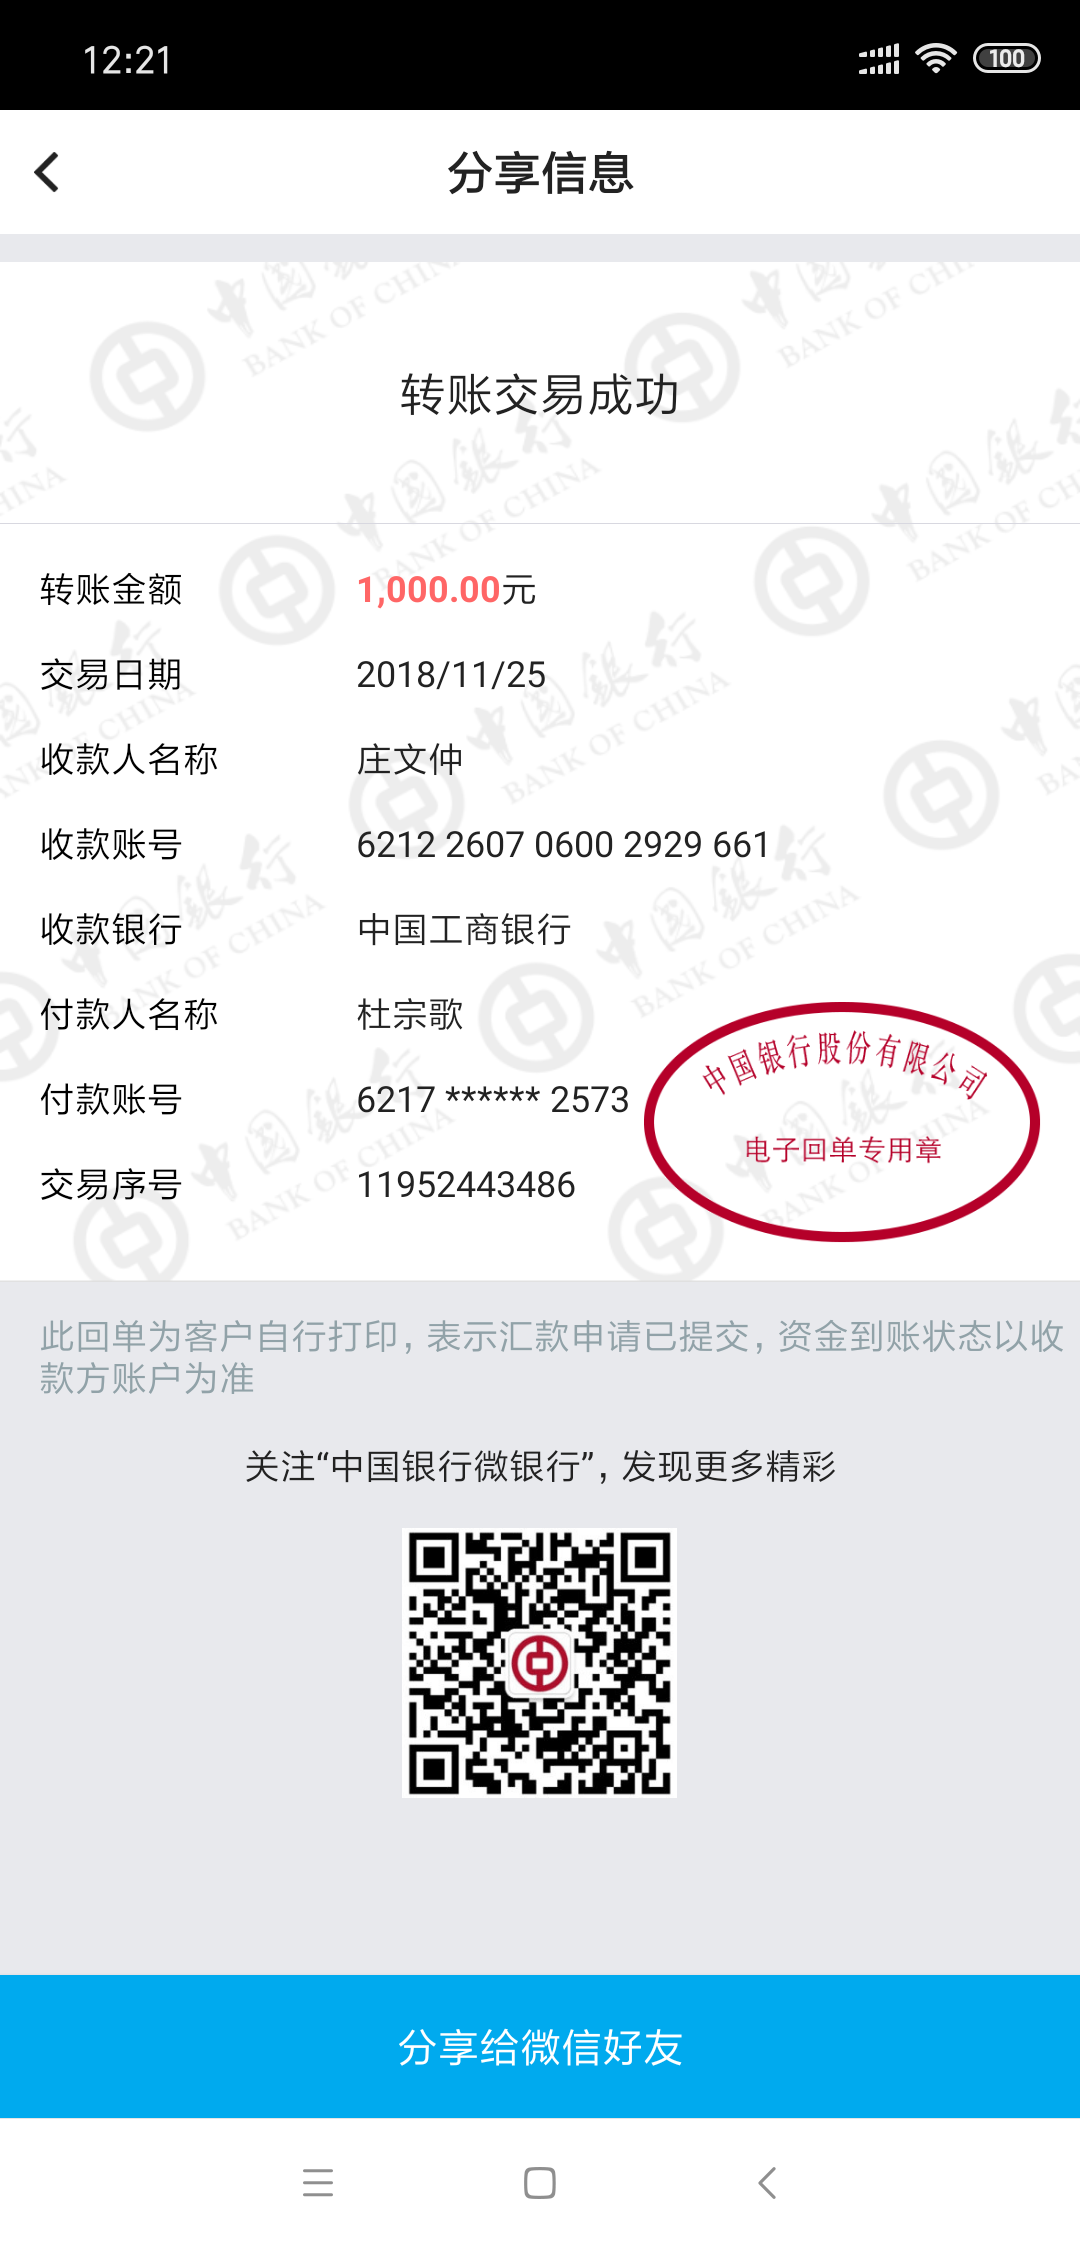 12:21
100
分享信息
转账交易成功
转账金额 1,000.00元
交易日期 2018/11/25
收款人名称 庄文仲
收款账号 6212 2607 0600 2929 661
收款银行 中国工商银行
付款人名称 杜宗歌
付款账号 6217 ****** 2573
交易序号 11952443486
中国银行股份有限公司
电子回单专用章
中国銀行
BANK OF CHINA
此回单为客户自行打印，表示汇款申请已提交，资金到账状态以收
款方账户为准
关注“中国银行微银行”，发现更多精彩
分享给微信好友